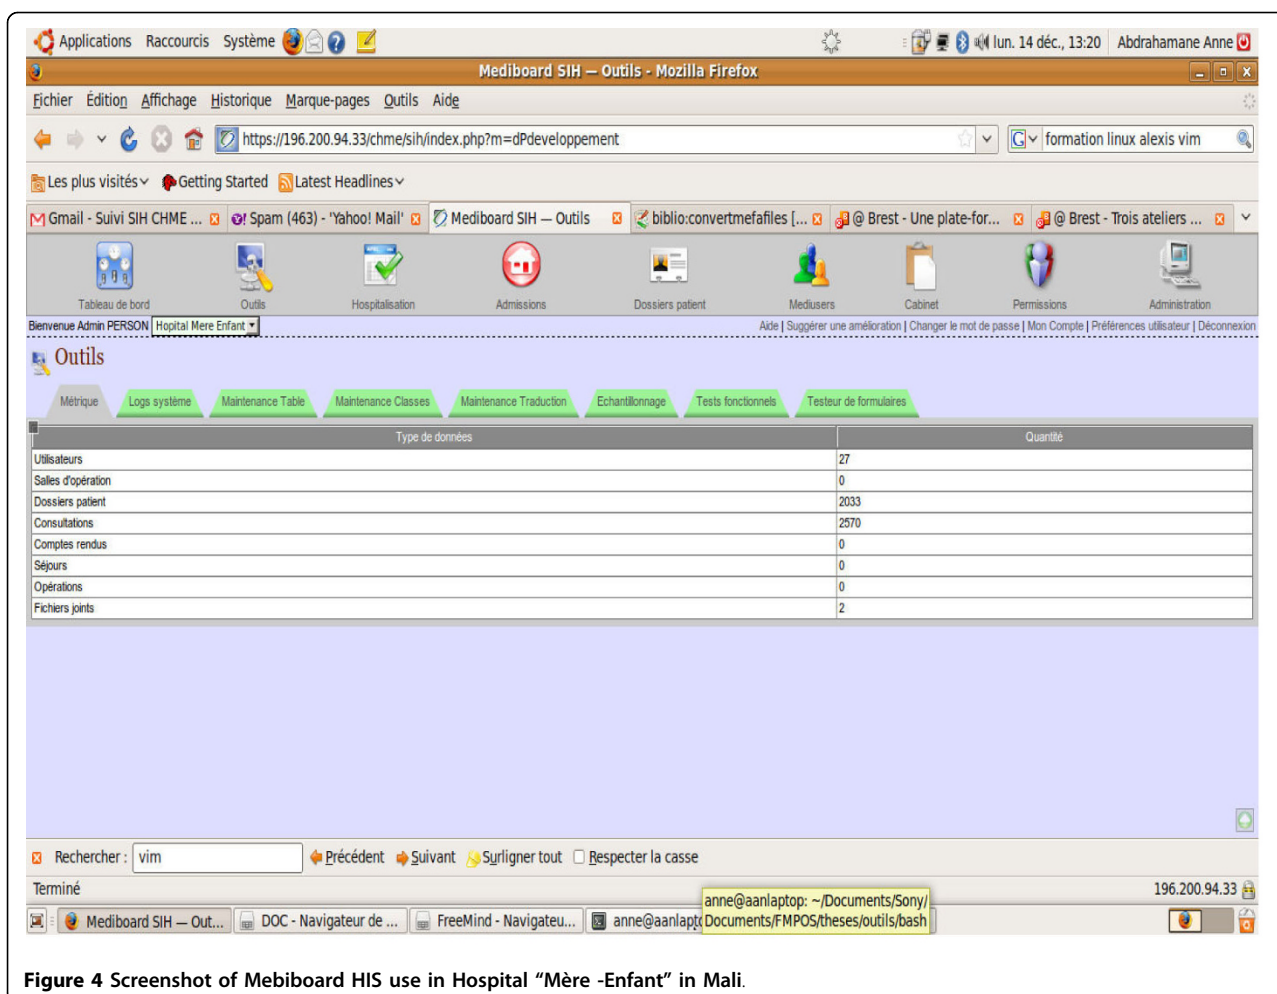 Applications Raccourcis Système lun. 14 déc., 13:20 Abdrahamane Anne
Mediboard SIH — Outils - Mozilla Firefox
Fichier Édition Affichage Historique Marque-pages Outils Aide
https://196.200.94.33/chme/sih/index.php?m=dPdeveloppement G formation linux alexis vim
Les plus visités Getting Started Latest Headlines
Gmail - Suivi SIH CHME ... Spam (463) - 'Yahoo! Mail' Mediboard SIH — Outils biblio:convertmefafiles [... @ Brest - Une plate-for... @ Brest - Trois ateliers ...
Tableau de bord Outils Hospitalisation Admissions Dossiers patient Mediusers Cabinet Permissions Administration
Bienvenue Admin PERSON Hopital Mere Enfant Aide | Suggérer une amélioration | Changer le mot de passe | Mon Compte | Préférences utilisateur | Déconnexion
Outils
Métrique Logs système Maintenance Table Maintenance Classes Maintenance Traduction Echantillonnage Tests fonctionnels Testeur de formulaires
Type de données Quantité
Utilisateurs 27
Salles d'opération 0
Dossiers patient 2033
Consultations 2570
Comptes rendus 0
Séjours 0
Opérations 0
Fichiers joints 2
Rechercher : vim Précédent Suivant Surligner tout Respecter la casse
Terminé 196.200.94.33
anne@aanlaptop: ~/Documents/Sony/
Documents/FMPOS/theses/outils/bash
Mediboard SIH — Out... DOC - Navigateur de ... FreeMind - Navigateu... anne@aanlapto
Figure 4 Screenshot of Mebiboard HIS use in Hospital “Mère -Enfant” in Mali.